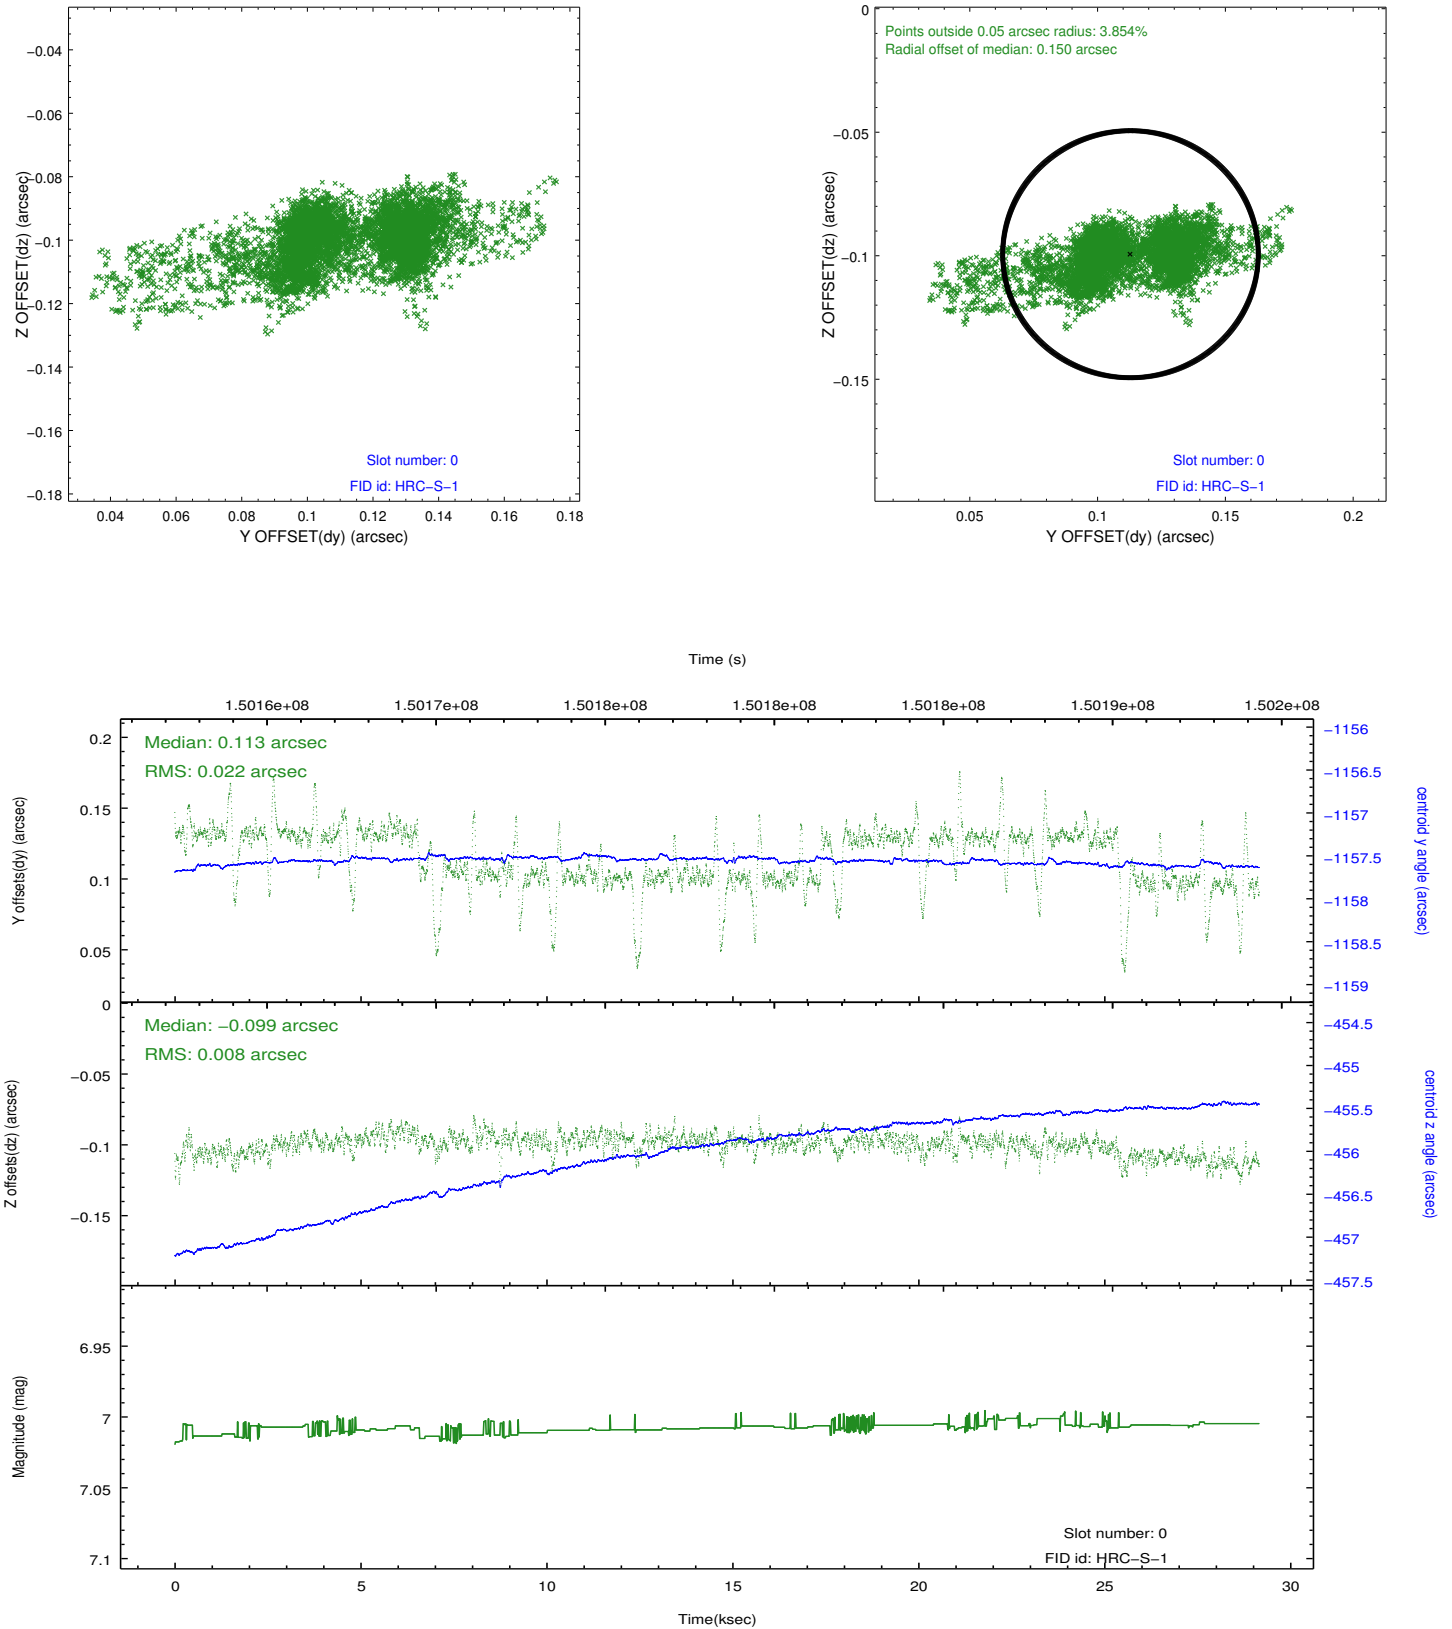 −0.04
−0.06
−0.08
−0.1
−0.12
−0.14
−0.16
−0.18
Z OFFSET(dz) (arcsec)
Slot number: 0
FID id: HRC−S−1
0.04 0.06 0.08 0.1 0.12 0.14 0.16 0.18
Y OFFSET(dy) (arcsec)
0
−0.05
−0.1
−0.15
Z OFFSET(dz) (arcsec)
Points outside 0.05 arcsec radius: 3.854%
Radial offset of median: 0.150 arcsec
Slot number: 0
FID id: HRC−S−1
0.05 0.1 0.15 0.2
Y OFFSET(dy) (arcsec)
Time (s)
1.5016e+08 1.5017e+08 1.5018e+08 1.5018e+08 1.5018e+08 1.5019e+08 1.502e+08
0.2
0.15
0.1
0.05
0
Y offsets(dy) (arcsec)
Median: 0.113 arcsec
RMS: 0.022 arcsec
−1156
−1156.5
−1157
−1157.5
−1158
−1158.5
−1159
centroid y angle (arcsec)
−0.05
−0.1
−0.15
Z offsets(dz) (arcsec)
Median: −0.099 arcsec
RMS: 0.008 arcsec
−454.5
−455
−455.5
−456
−456.5
−457
−457.5
centroid z angle (arcsec)
6.95
7
7.05
7.1
Magnitude (mag)
Slot number: 0
FID id: HRC−S−1
0 5 10 15 20 25 30
Time(ksec)